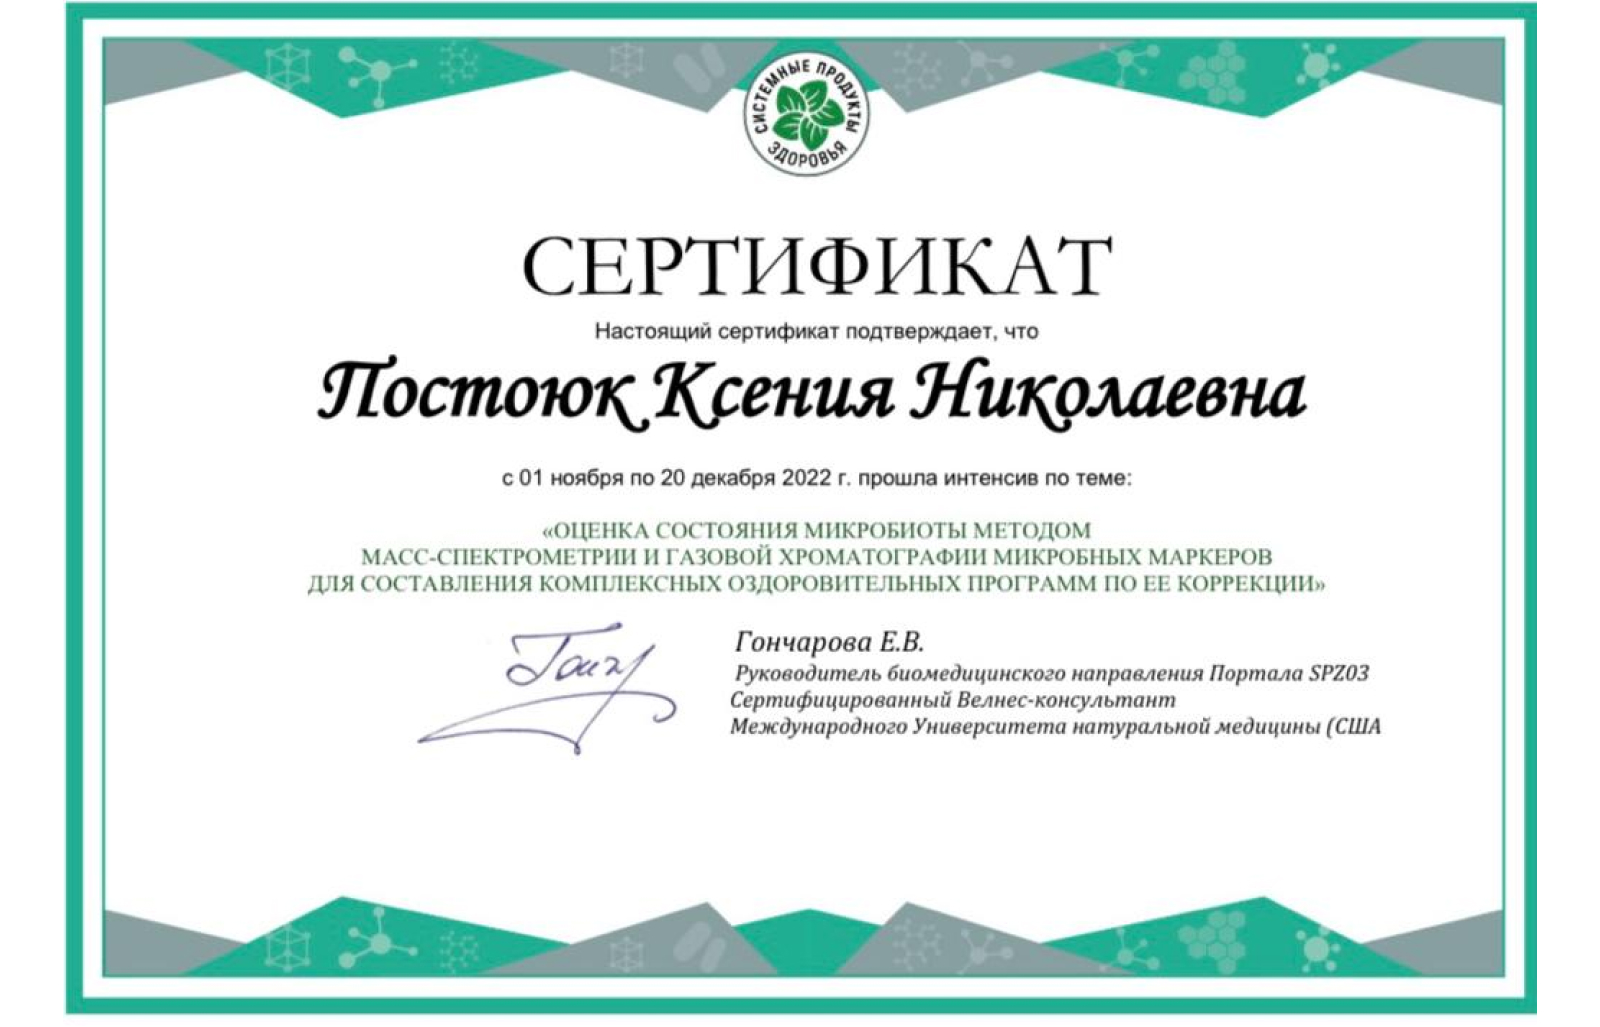 СИСТЕМНЫЕ ПРОДУКТЫ
ЗДОРОВЬЯ
СЕРТИФИКАТ
Настоящий сертификат подтверждает, что
Постоюк Ксения Николаевна
с 01 ноября по 20 декабря 2022 г. прошла интенсив по теме:
«ОЦЕНКА СОСТОЯНИЯ МИКРОБИОТЫ МЕТОДОМ
МАСС-СПЕКТРОМЕТРИИ И ГАЗОВОЙ ХРОМАТОГРАФИИ МИКРОБНЫХ МАРКЕРОВ
ДЛЯ СОСТАВЛЕНИЯ КОМПЛЕКСНЫХ ОЗДОРОВИТЕЛЬНЫХ ПРОГРАММ ПО ЕЕ КОРРЕКЦИИ»
Гончарова Е.В.
Руководитель биомедицинского направления Портала SPZ03
Сертифицированный Велнес-консультант
Международного Университета натуральной медицины (США